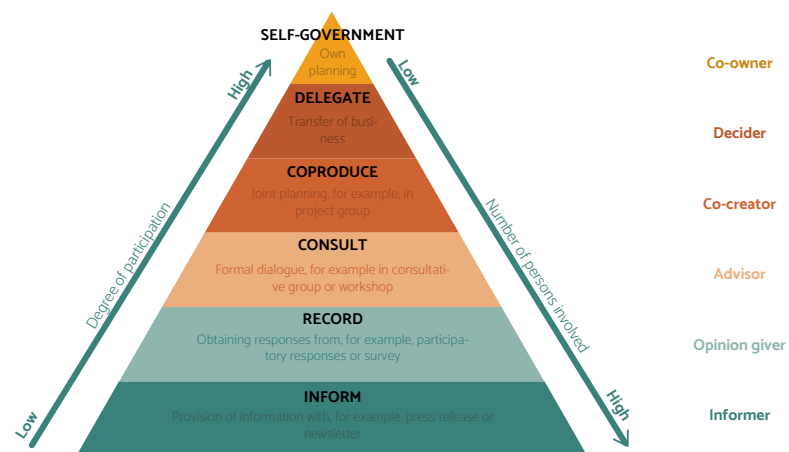 SELF-GOVERNMENT
Own
planning
Co-owner
High
Low
DELEGATE
Transfer of busi-
ness
Decider
COPRODUCE
Joint planning, for example, in
project group
Co-creator
Degree of participation
Number of persons involved
CONSULT
Formal dialogue, for example in consultati-
ve group or workshop
Advisor
RECORD
Obtaining responses from, for example, participa-
tory responses or survey
Opinion giver
INFORM
Provision of information with, for example, press release or
newsletter
Informer
Low
High